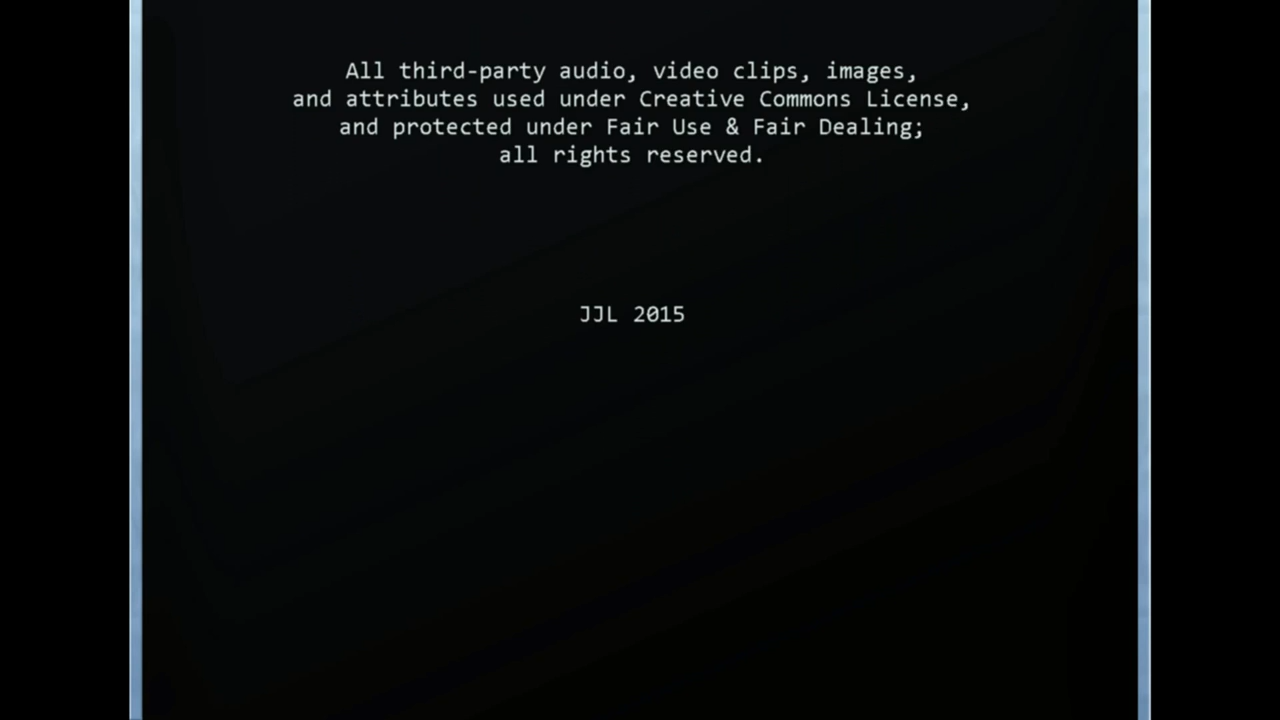 All third-party audio, video clips, images,
and attributes used under Creative Commons License,
and protected under Fair Use & Fair Dealing;
all rights reserved.
JJL 2015